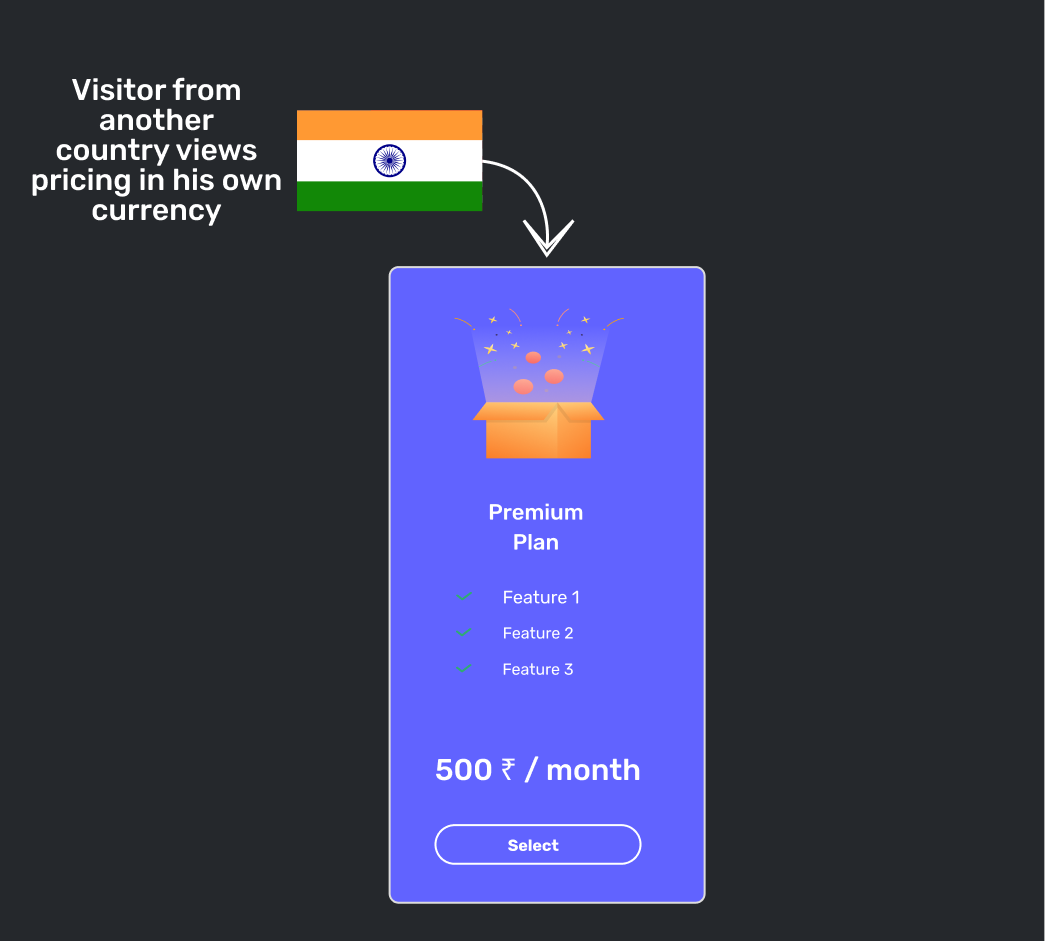 Visitor from
another
country views
pricing in his own
currency
Premium
Plan
Feature 1
Feature 2
Feature 3
500 ₹ / month
Select